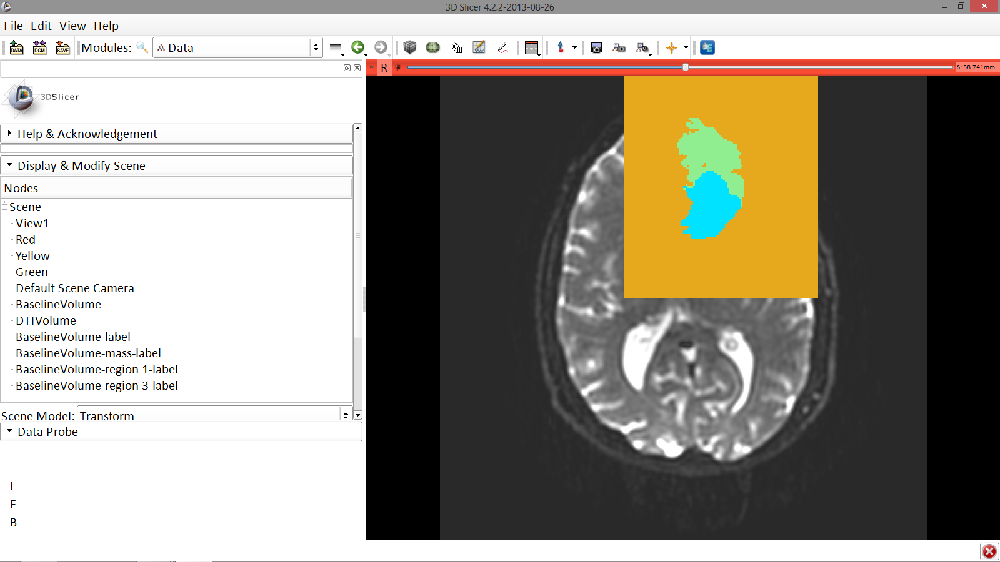 3D Slicer 4.2.2-2013-08-26
File Edit View Help
DATA DCM SAVE Modules: Data
R S: 58.741mm
3DSlicer
Help & Acknowledgement
Display & Modify Scene
Nodes
Scene
View1
Red
Yellow
Green
Default Scene Camera
BaselineVolume
DTIVolume
BaselineVolume-label
BaselineVolume-mass-label
BaselineVolume-region 1-label
BaselineVolume-region 3-label
Scene Model: Transform
Data Probe
L
F
B